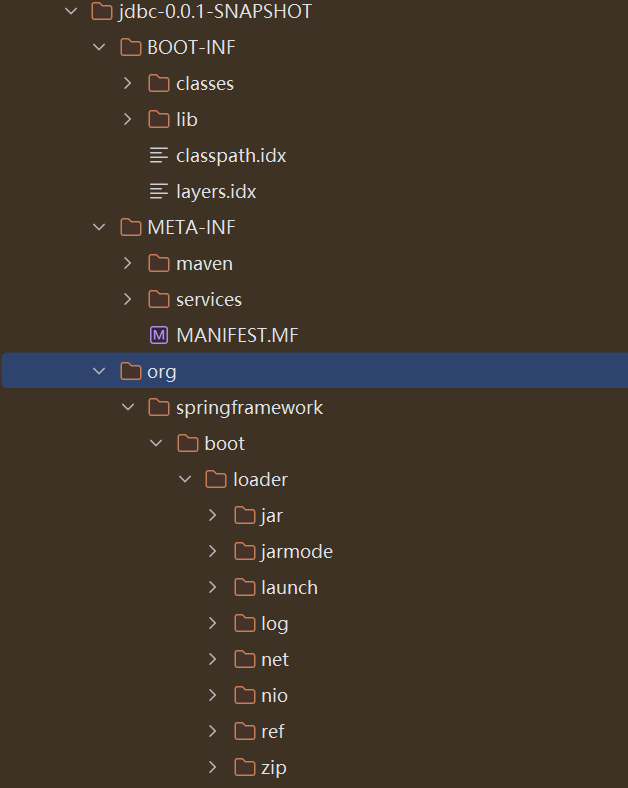 jdbc-0.0.1-SNAPSHOT
BOOT-INF
classes
lib
classpath.idx
layers.idx
META-INF
maven
services
M MANIFEST.MF
org
springframework
boot
loader
jar
jarmode
launch
log
net
nio
ref
zip